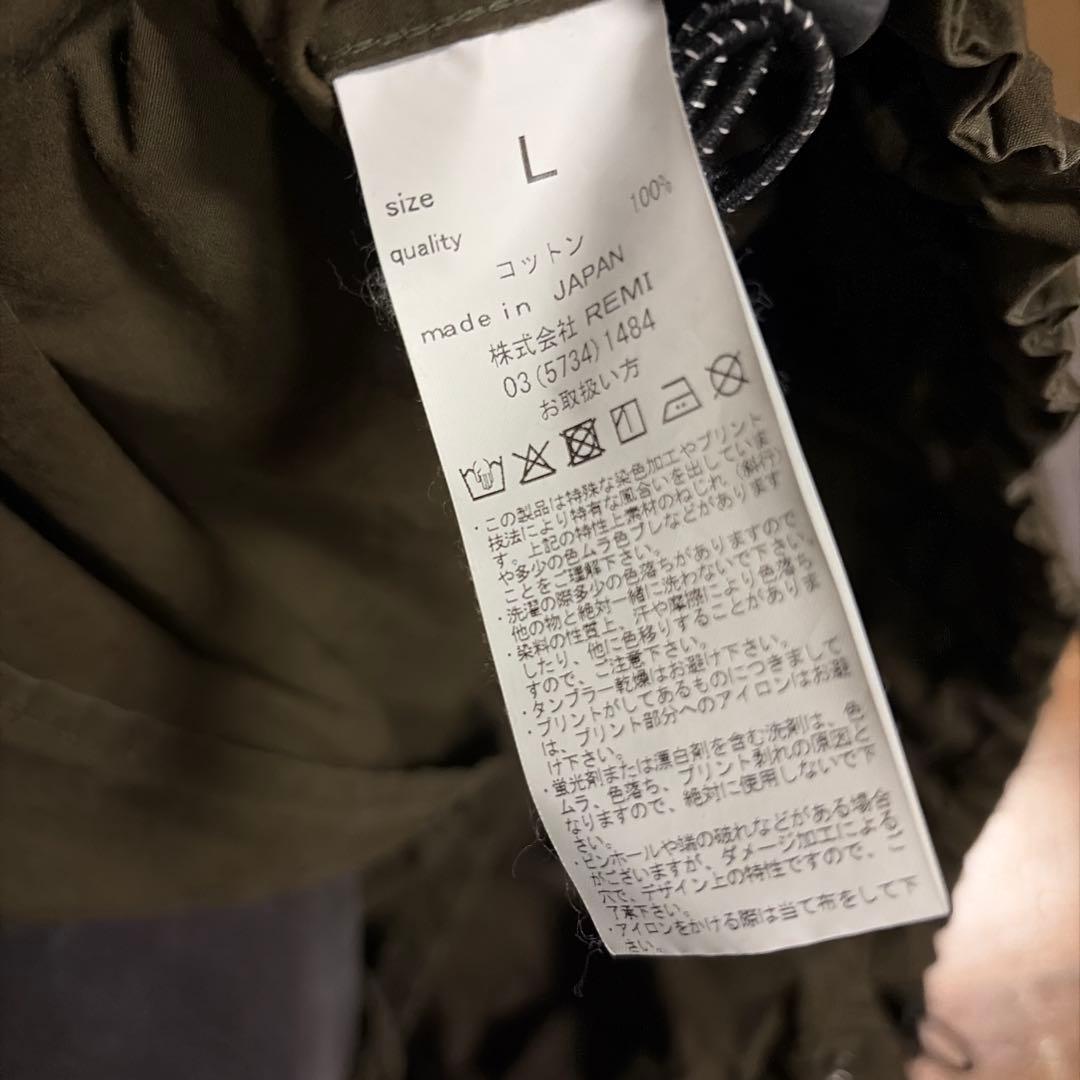 size L
quality
コットン 100%
made in JAPAN
株式会社 REMI
03(5734)1484
お取扱い方
・この製品は特殊な染色加工やプリント
技法により特有な風合いを出していま
す。上記の特性上素材のねじれ、(斜行)
や多少の色ムラ色ブレなどがあります
ことをご理解下さい。
・洗濯の際多少の色落ちがありますので
他の物と絶対一緒に洗わないで下さい。
・染料の性質上、汗や摩擦により色落ち
したり、他に色移りすることがありま
すので、ご注意下さい。
・タンブラー乾燥はお避け下さい。
・プリントがしてあるものにつきまして
は、プリント部分へのアイロンはお避
け下さい。
・蛍光剤または漂白剤を含む洗剤は、色
ムラ、色落ち、プリント剥れの原因と
なりますので、絶対に使用しないで下
さい。
・ピンホールや端の破れなどがある場合
がございますが、ダメージ加工による
穴で、デザイン上の特性ですので、ご
了承下さい。
・アイロンをかける際は当て布をして下
さい。